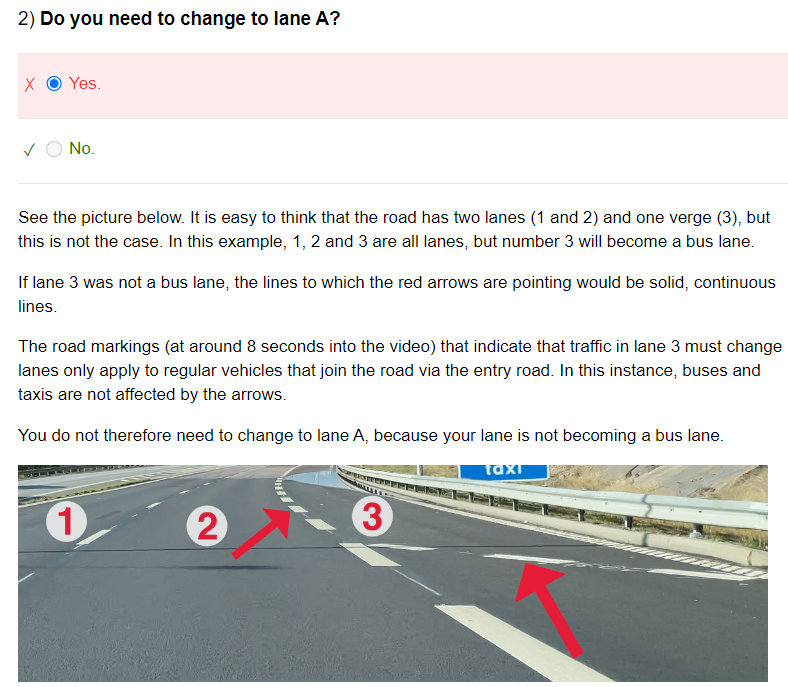 2) Do you need to change to lane A?
✗ Yes.
✓ No.
See the picture below. It is easy to think that the road has two lanes (1 and 2) and one verge (3), but
this is not the case. In this example, 1, 2 and 3 are all lanes, but number 3 will become a bus lane.
If lane 3 was not a bus lane, the lines to which the red arrows are pointing would be solid, continuous
lines.
The road markings (at around 8 seconds into the video) that indicate that traffic in lane 3 must change
lanes only apply to regular vehicles that join the road via the entry road. In this instance, buses and
taxis are not affected by the arrows.
You do not therefore need to change to lane A, because your lane is not becoming a bus lane.
taxi
1 2 3